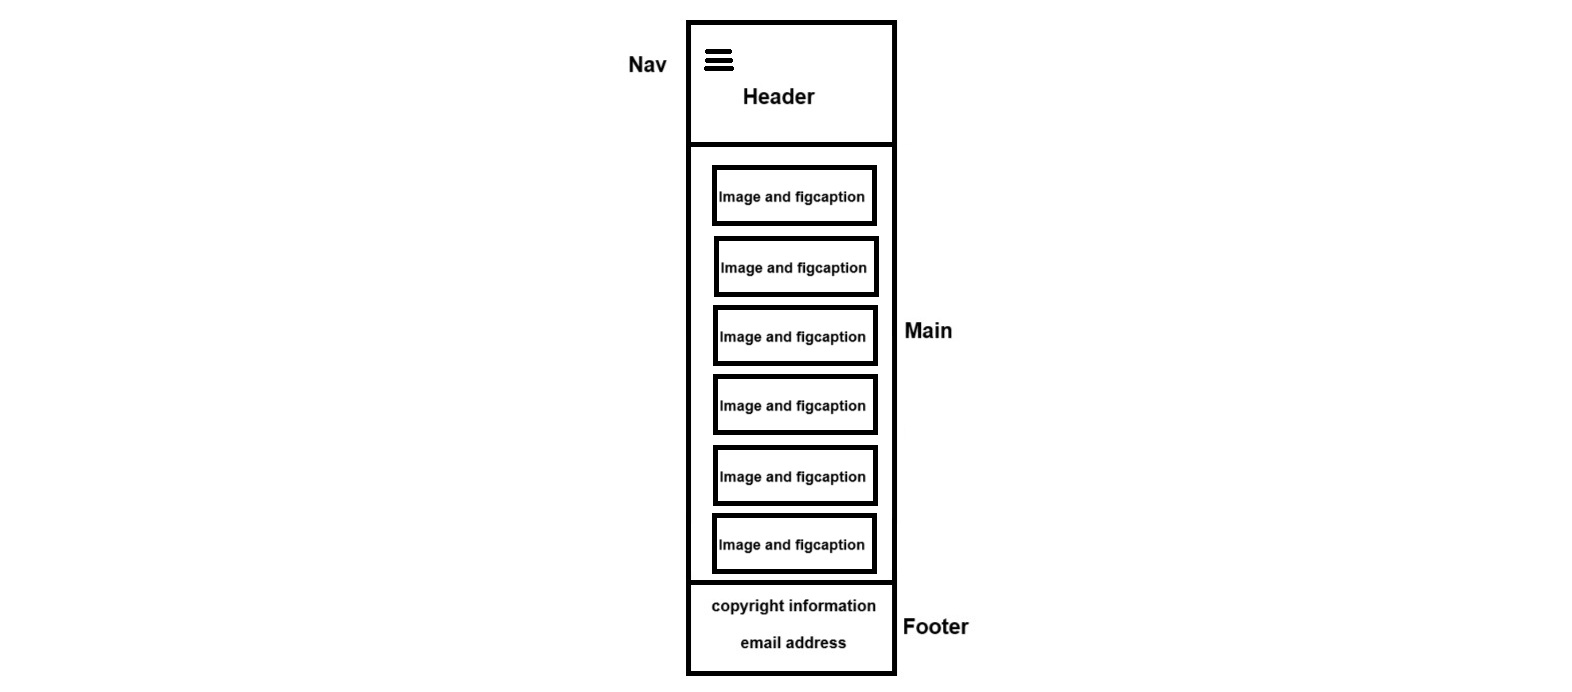 Nav
Header
Image and figcaption
Image and figcaption
Image and figcaption
Main
Image and figcaption
Image and figcaption
Image and figcaption
copyright information
Footer
email address